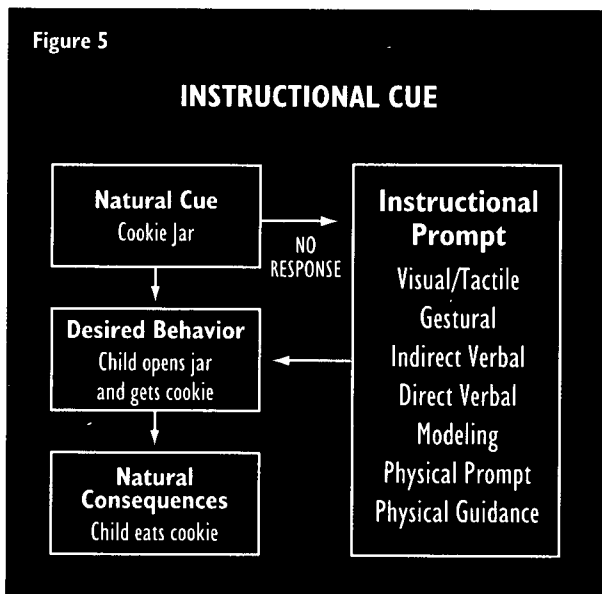 Figure 5
INSTRUCTIONAL CUE
Natural Cue
Cookie Jar
NO
RESPONSE
Desired Behavior
Child opens jar
and gets cookie
Natural
Consequences
Child eats cookie
Instructional
Prompt
Visual/Tactile
Gestural
Indirect Verbal
Direct Verbal
Modeling
Physical Prompt
Physical Guidance